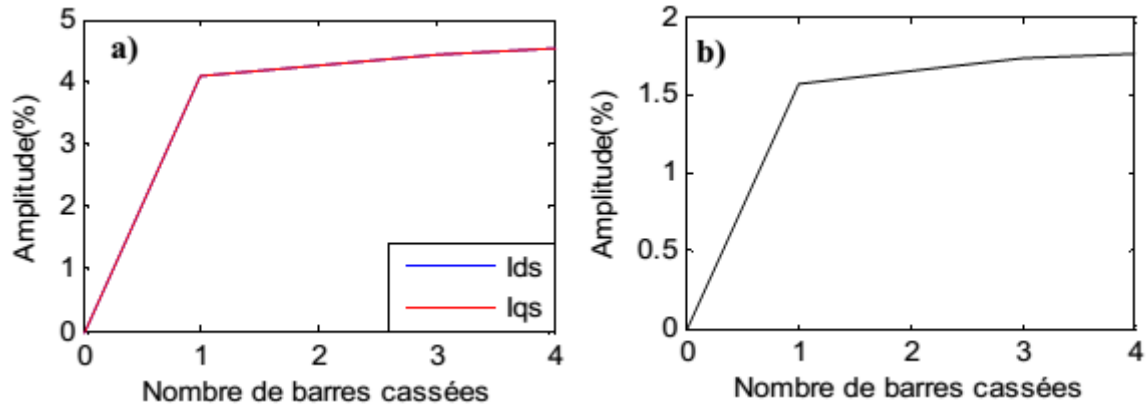 a)
Amplitude(%)
5
4
3
2
1
0
0 1 2 3 4
Nombre de barres cassées
Ids
Iqs
b)
Amplitude(%)
2
1.5
1
0.5
0
0 1 2 3 4
Nombre de barres cassées